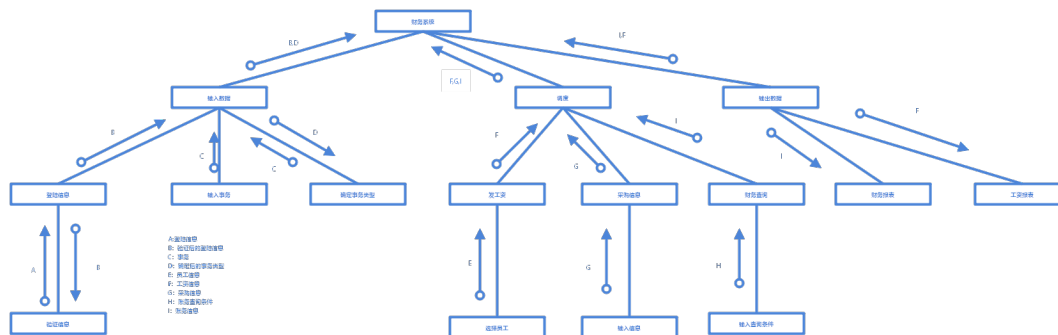 财务系统
B,D
I,F
F,G,I
输入数据
调度
输出数据
B
C
C
D
F
G
I
I
F
登陆信息
输入事务
确定事务类型
发工资
采购信息
财务查询
财务报表
工资报表
A
B
E
G
H
A:登陆信息
B: 验证后的登陆信息
C: 事务
D: 确定后的事务类型
E: 员工信息
F: 工资信息
G: 采购信息
H: 账务查询条件
I: 账务信息
验证信息
选择员工
输入信息
输入查询条件